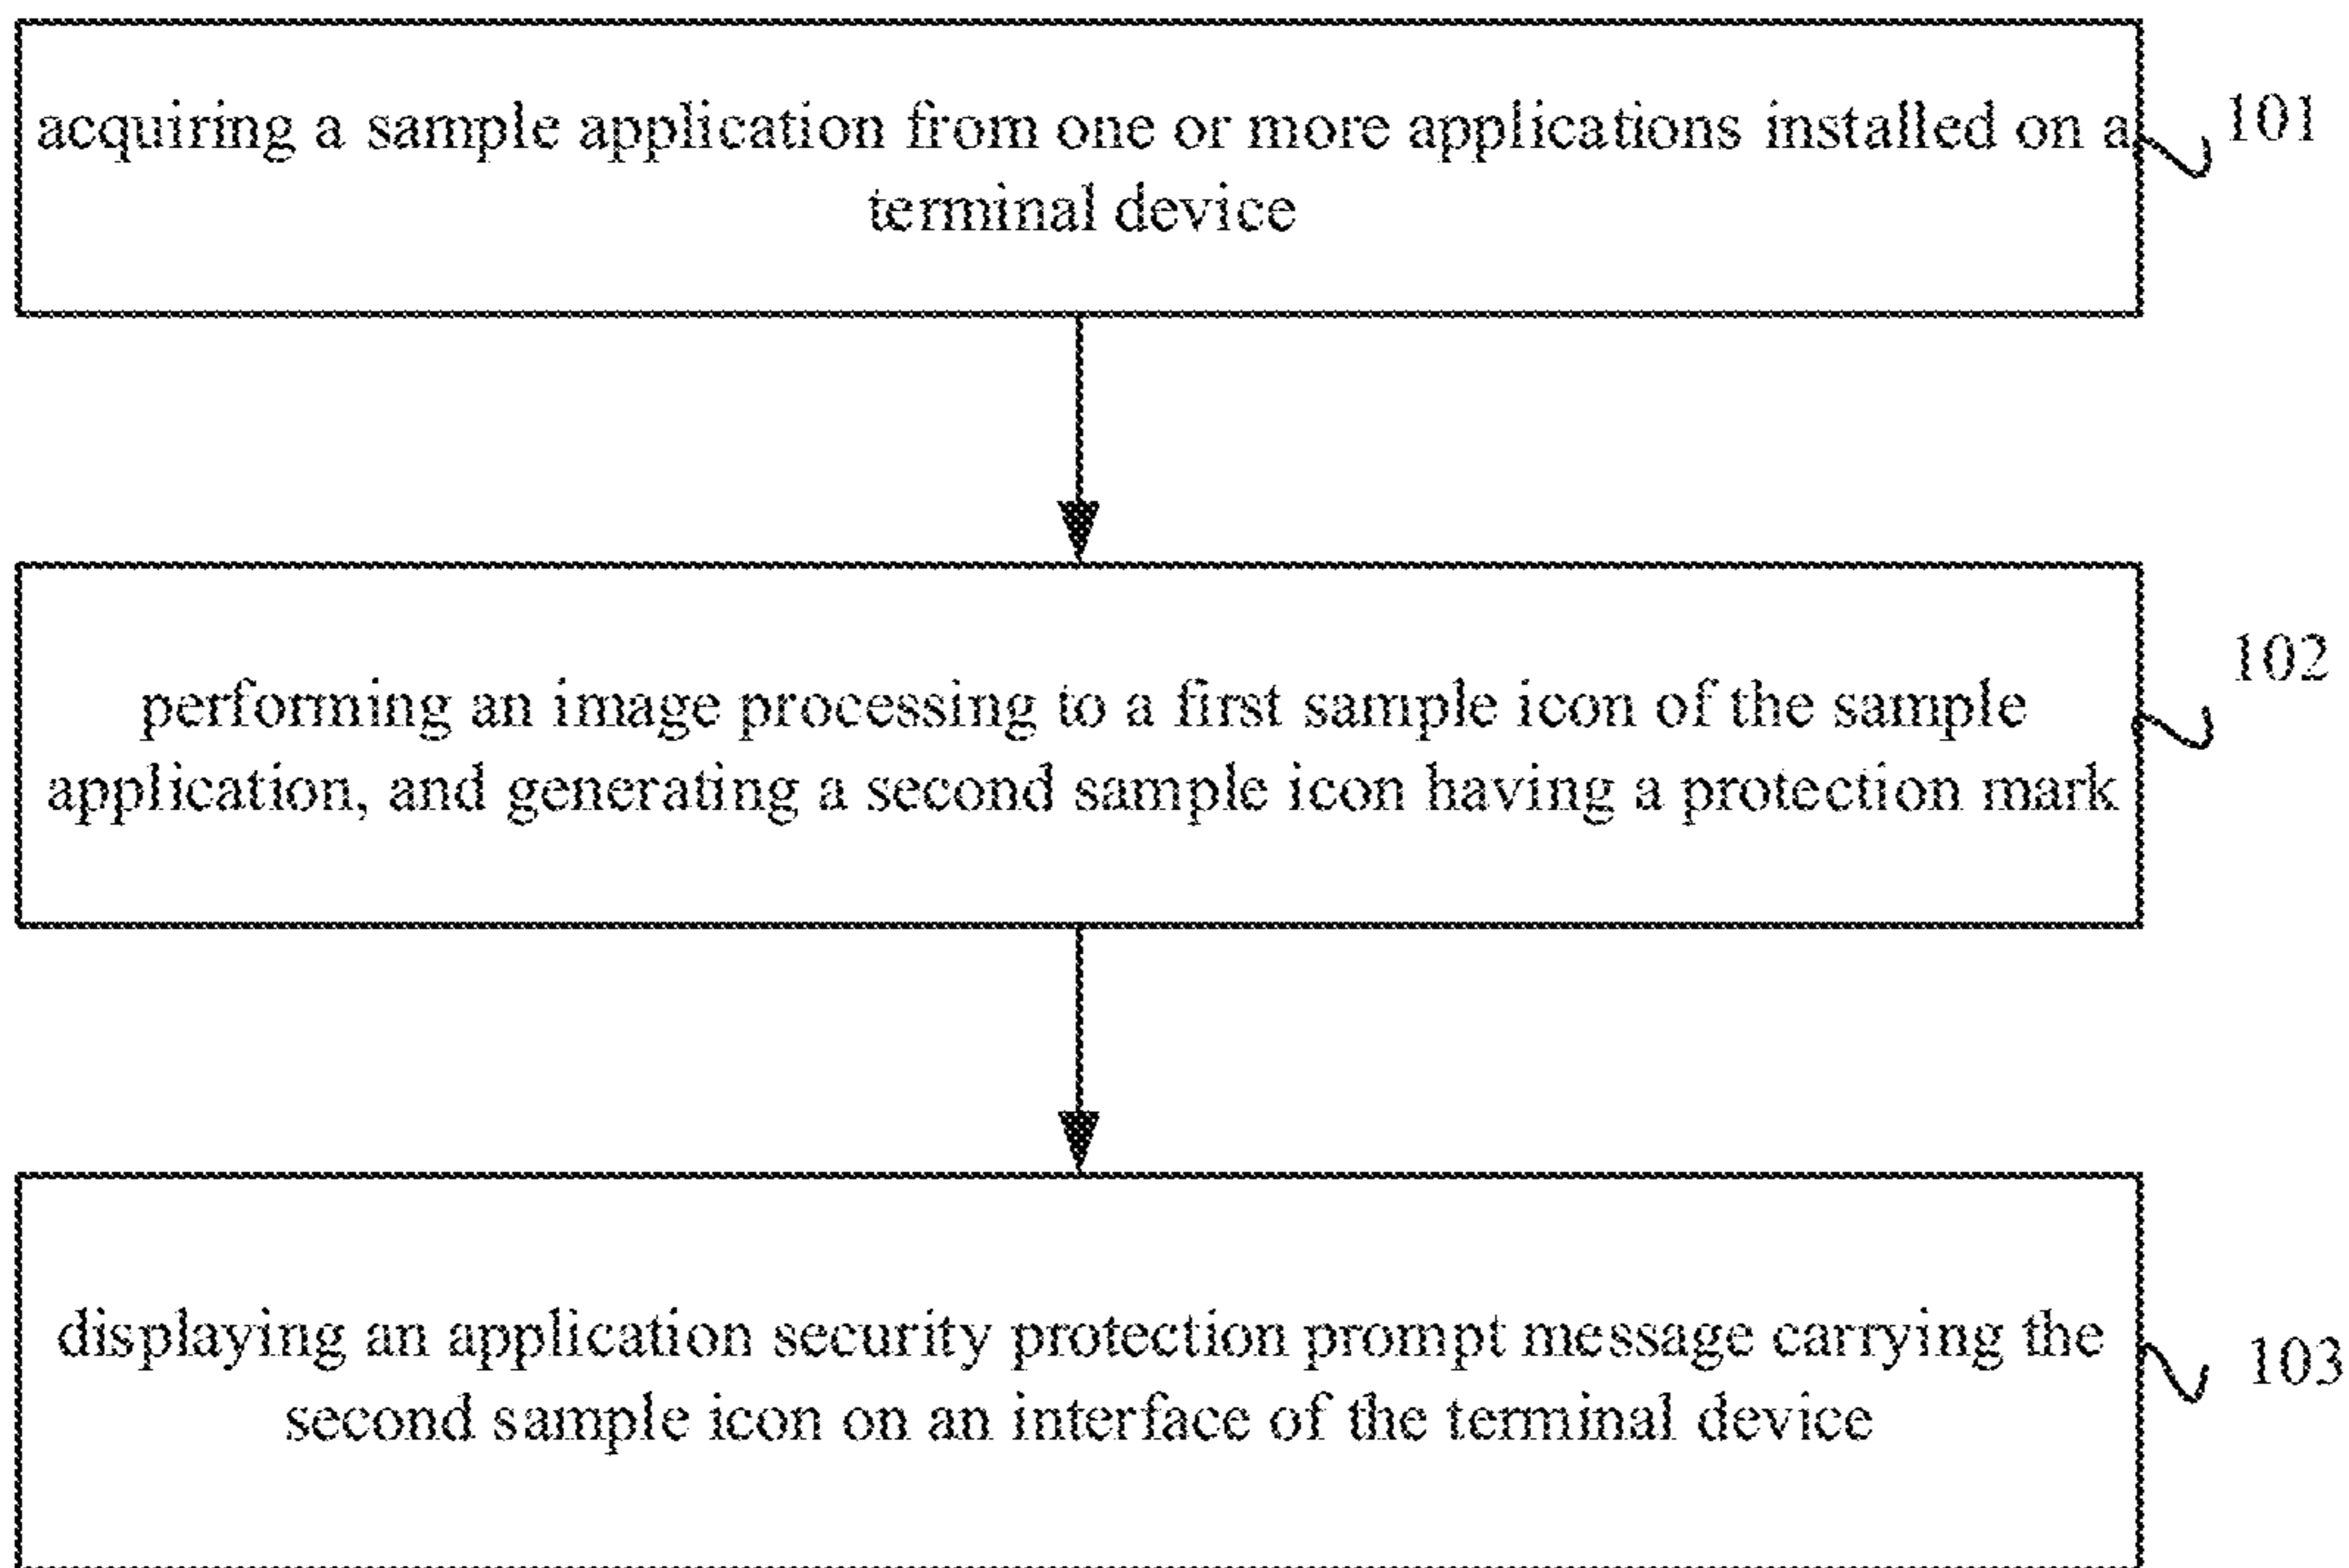 acquiring a sample application from one or more applications installed on a
101
terminal device
102
performing an image processing to a first sample icon of the sample
application, and generating a second sample icon having a protection mark
displaying an application security protection prompt message carrying the
103
second sample icon on an interface of the terminal device